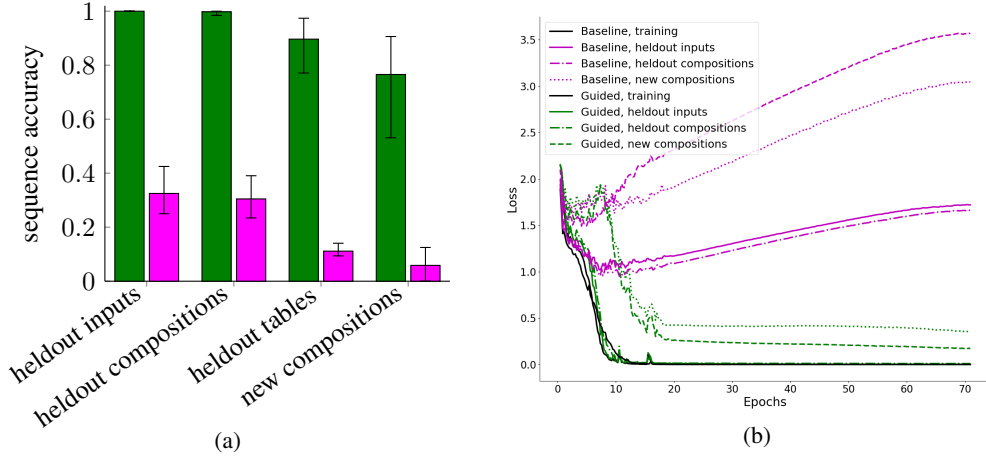 sequence accuracy
1
0.8
0.6
0.4
0.2
0
heldout inputs
heldout compositions
heldout tables
new compositions
(a)
Loss
3.5
3.0
2.5
2.0
1.5
1.0
0.5
0.0
Baseline, training
Baseline, heldout inputs
Baseline, heldout compositions
Baseline, new compositions
Guided, training
Guided, heldout inputs
Guided, heldout compositions
Guided, new compositions
0 10 20 30 40 50 60 70
Epochs
(b)